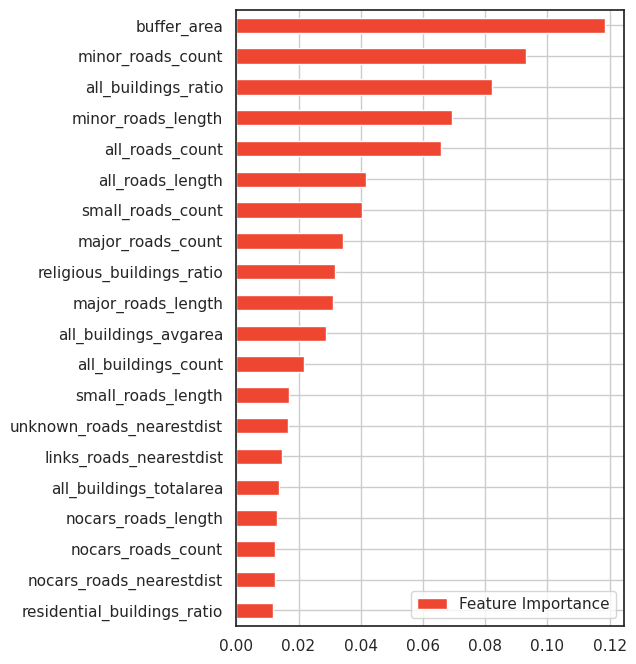 buffer_area
minor_roads_count
all_buildings_ratio
minor_roads_length
all_roads_count
all_roads_length
small_roads_count
major_roads_count
religious_buildings_ratio
major_roads_length
all_buildings_avgarea
all_buildings_count
small_roads_length
unknown_roads_nearestdist
links_roads_nearestdist
all_buildings_totalarea
nocars_roads_length
nocars_roads_count
nocars_roads_nearestdist
residential_buildings_ratio
Feature Importance
0.00 0.02 0.04 0.06 0.08 0.10 0.12